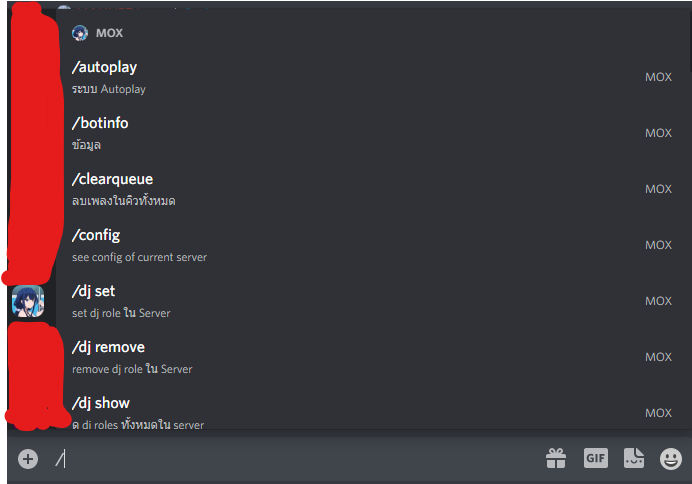 MOX
/autoplay
ระบบ Autoplay
MOX
/botinfo
ข้อมูล
MOX
/clearqueue
ลบเพลงในคิวทั้งหมด
MOX
/config
see config of current server
MOX
/dj set
set dj role ใน Server
MOX
/dj remove
remove dj role ใน Server
MOX
/dj show
dj roles ทั้งหมดใน server
MOX
/
GIF